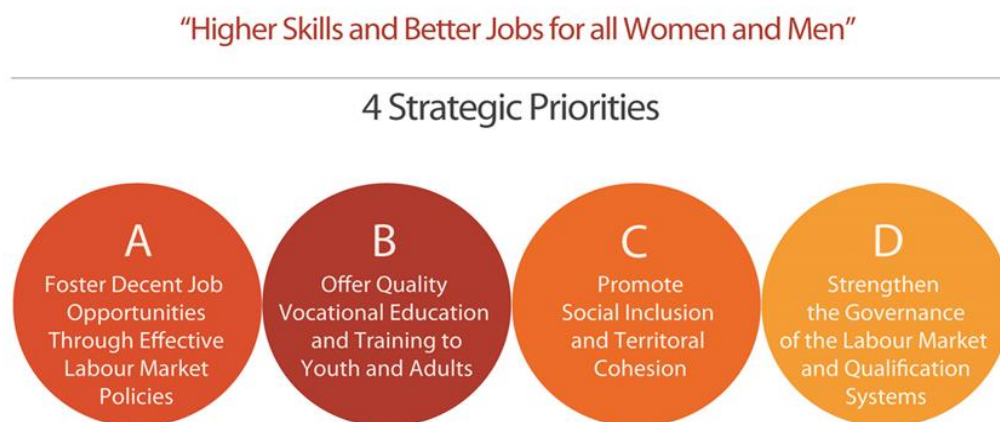 “Higher Skills and Better Jobs for all Women and Men”
4 Strategic Priorities
A
Foster Decent Job
Opportunities
Through Effective
Labour Market
Policies
B
Offer Quality
Vocational Education
and Training to
Youth and Adults
C
Promote
Social Inclusion
and Territoral
Cohesion
D
Strengthen
the Governance
of the Labour Market
and Qualification
Systems